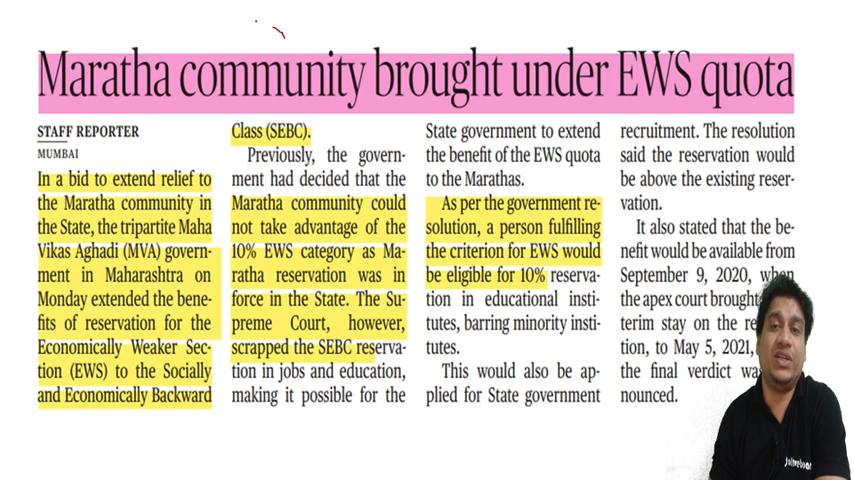 Maratha community brought under EWS quota
STAFF REPORTER
MUMBAI
In a bid to extend relief to
the Maratha community in
the State, the tripartite Maha
Vikas Aghadi (MVA) govern-
ment in Maharashtra on
Monday extended the bene-
fits of reservation for the
Economically Weaker Sec-
tion (EWS) to the Socially
and Economically Backward
Class (SEBC).
Previously, the govern-
ment had decided that the
Maratha community could
not take advantage of the
10% EWS category as Ma-
ratha reservation was in
force in the State. The Su-
preme Court, however,
scrapped the SEBC reserva-
tion in jobs and education,
making it possible for the
State government to extend
the benefit of the EWS quota
to the Marathas.
As per the government re-
solution, a person fulfilling
the criterion for EWS would
be eligible for 10% reserva-
tion in educational insti-
tutes, barring minority insti-
tutes.
This would also be ap-
plied for State government
recruitment. The resolution
said the reservation would
be above the existing reser-
vation.
It also stated that the be-
nefit would be available from
September 9, 2020, when
the apex court brought
terim stay on the
tion, to May 5, 2021,
the final verdict
nounced.